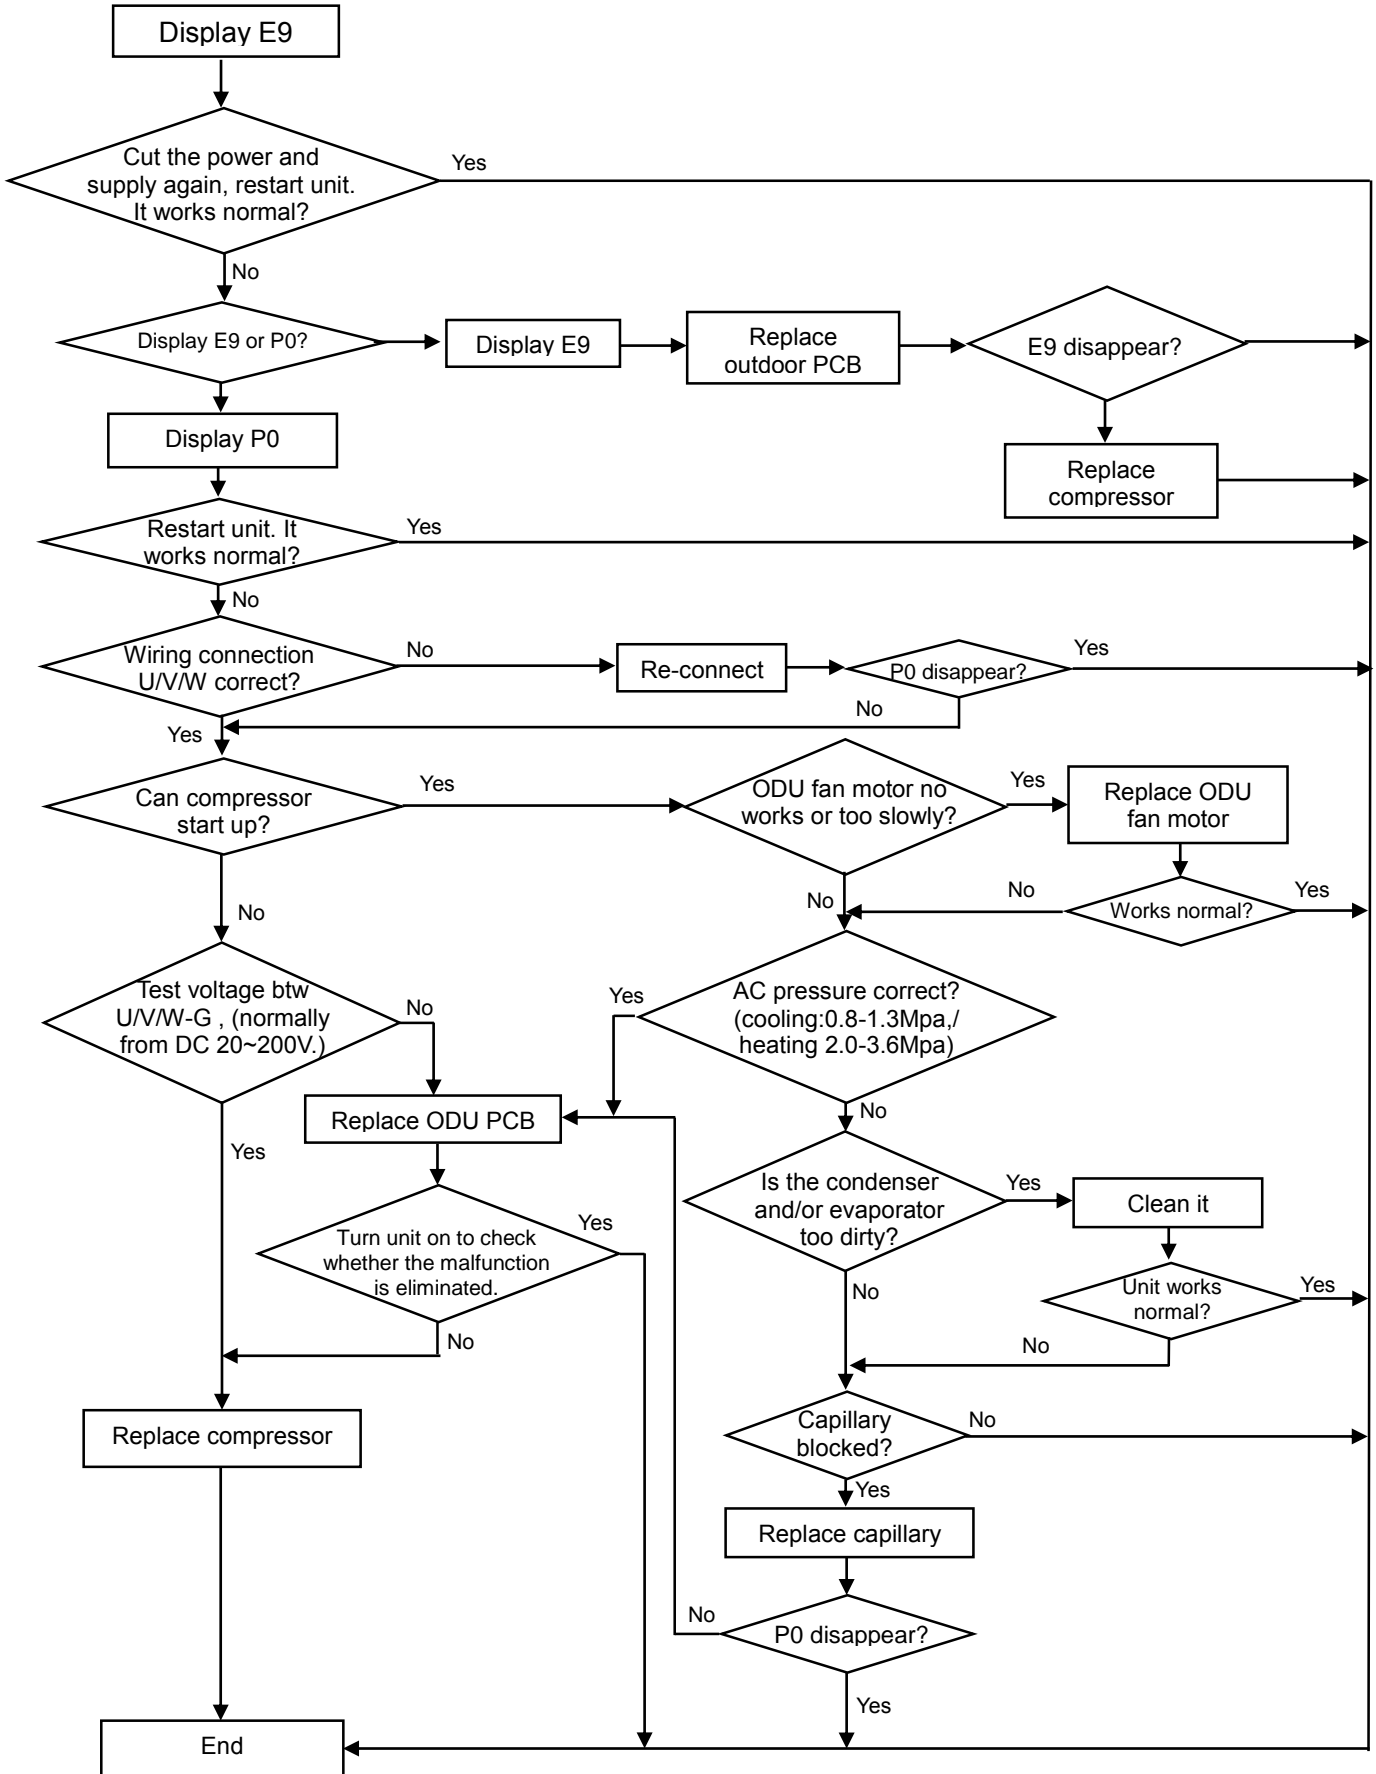 Display E9
Cut the power and
supply again, restart unit.
It works normal?
Yes
No
Display E9 or P0?
Display E9
Replace
outdoor PCB
E9 disappear?
Display P0
Replace
compressor
Restart unit. It
works normal?
Yes
No
Wiring connection
U/V/W correct?
No
Re-connect
P0 disappear?
Yes
No
Yes
Can compressor
start up?
Yes
ODU fan motor no
works or too slowly?
Yes
Replace ODU
fan motor
No
No
No
Works normal?
Yes
Test voltage btw
U/V/W-G , (normally
from DC 20~200V.)
No
Yes
AC pressure correct?
(cooling:0.8-1.3Mpa,/
heating 2.0-3.6Mpa)
Replace ODU PCB
No
Yes
Is the condenser
and/or evaporator
too dirty?
Yes
Clean it
Turn unit on to check
whether the malfunction
is eliminated.
Yes
No
No
Unit works
normal?
Yes
No
Replace compressor
Capillary
blocked?
No
Yes
Replace capillary
No
P0 disappear?
Yes
End